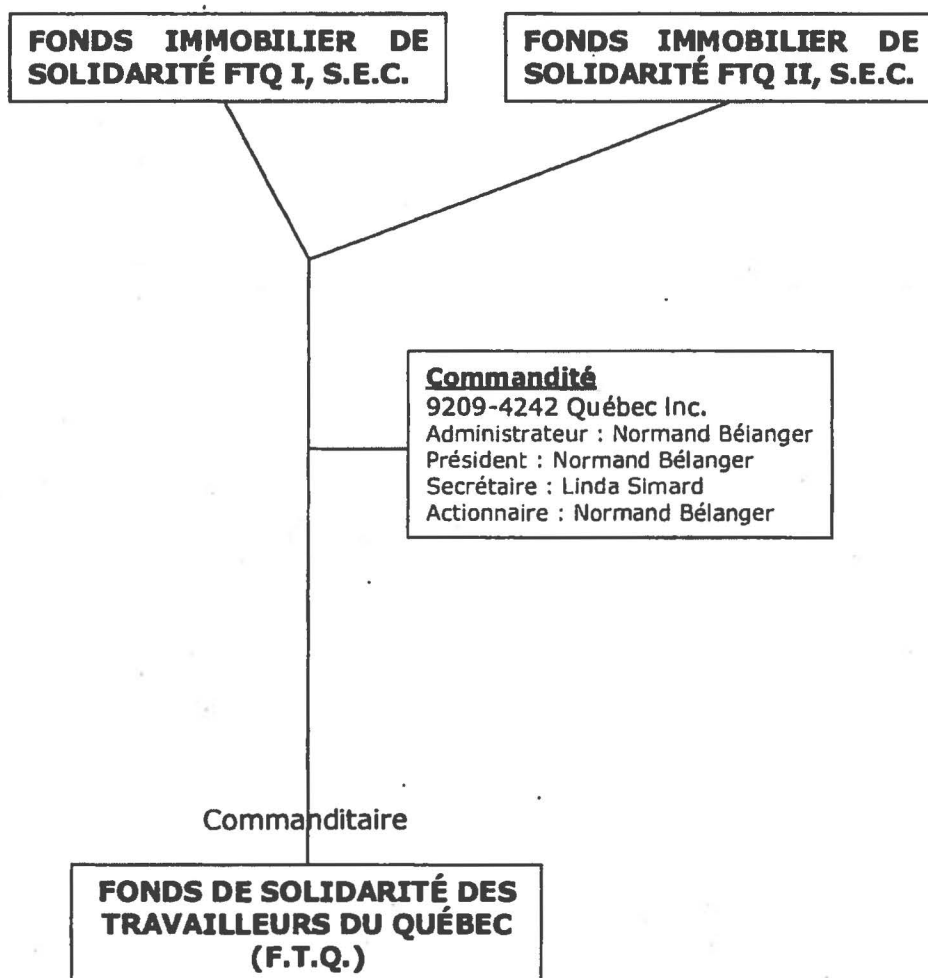 FONDS IMMOBILIER DE
SOLIDARITÉ FTQ I, S.E.C.
FONDS IMMOBILIER DE
SOLIDARITÉ FTQ II, S.E.C.
Commandité
9209-4242 Québec Inc.
Administrateur : Normand Bélanger
Président : Normand Bélanger
Secrétaire : Linda Simard
Actionnaire : Normand Bélanger
Commanditaire
FONDS DE SOLIDARITÉ DES
TRAVAILLEURS DU QUÉBEC
(F.T.Q.)